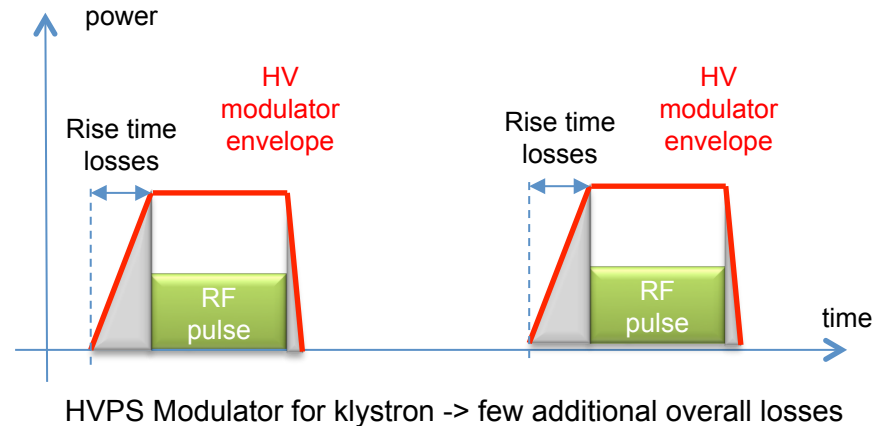 power
HV
modulator
envelope
Rise time
losses
HV
modulator
envelope
Rise time
losses
RF
pulse
RF
pulse
time
HVPS Modulator for klystron -> few additional overall losses